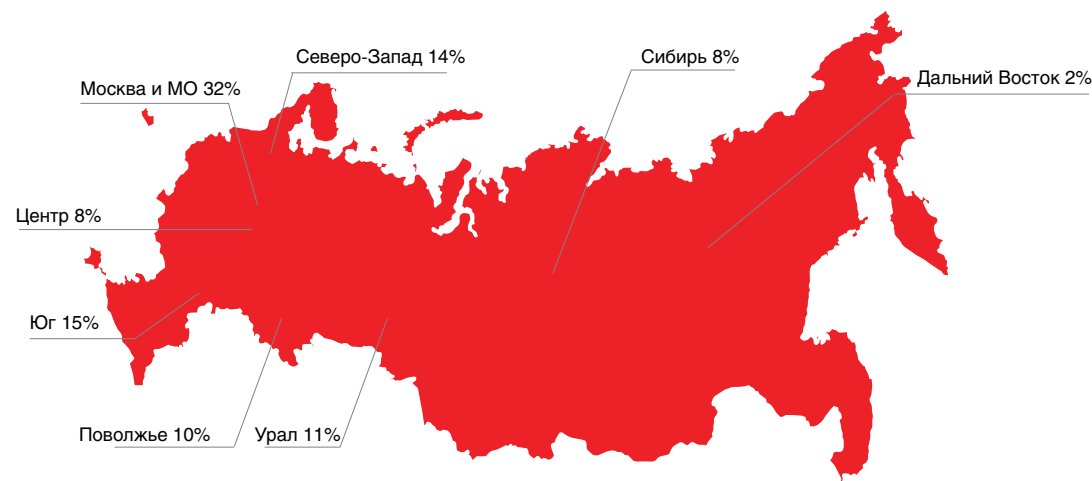 Северо-Запад 14%
Сибирь 8%
Дальний Восток 2%
Москва и МО 32%
Центр 8%
Юг 15%
Поволжье 10%
Урал 11%